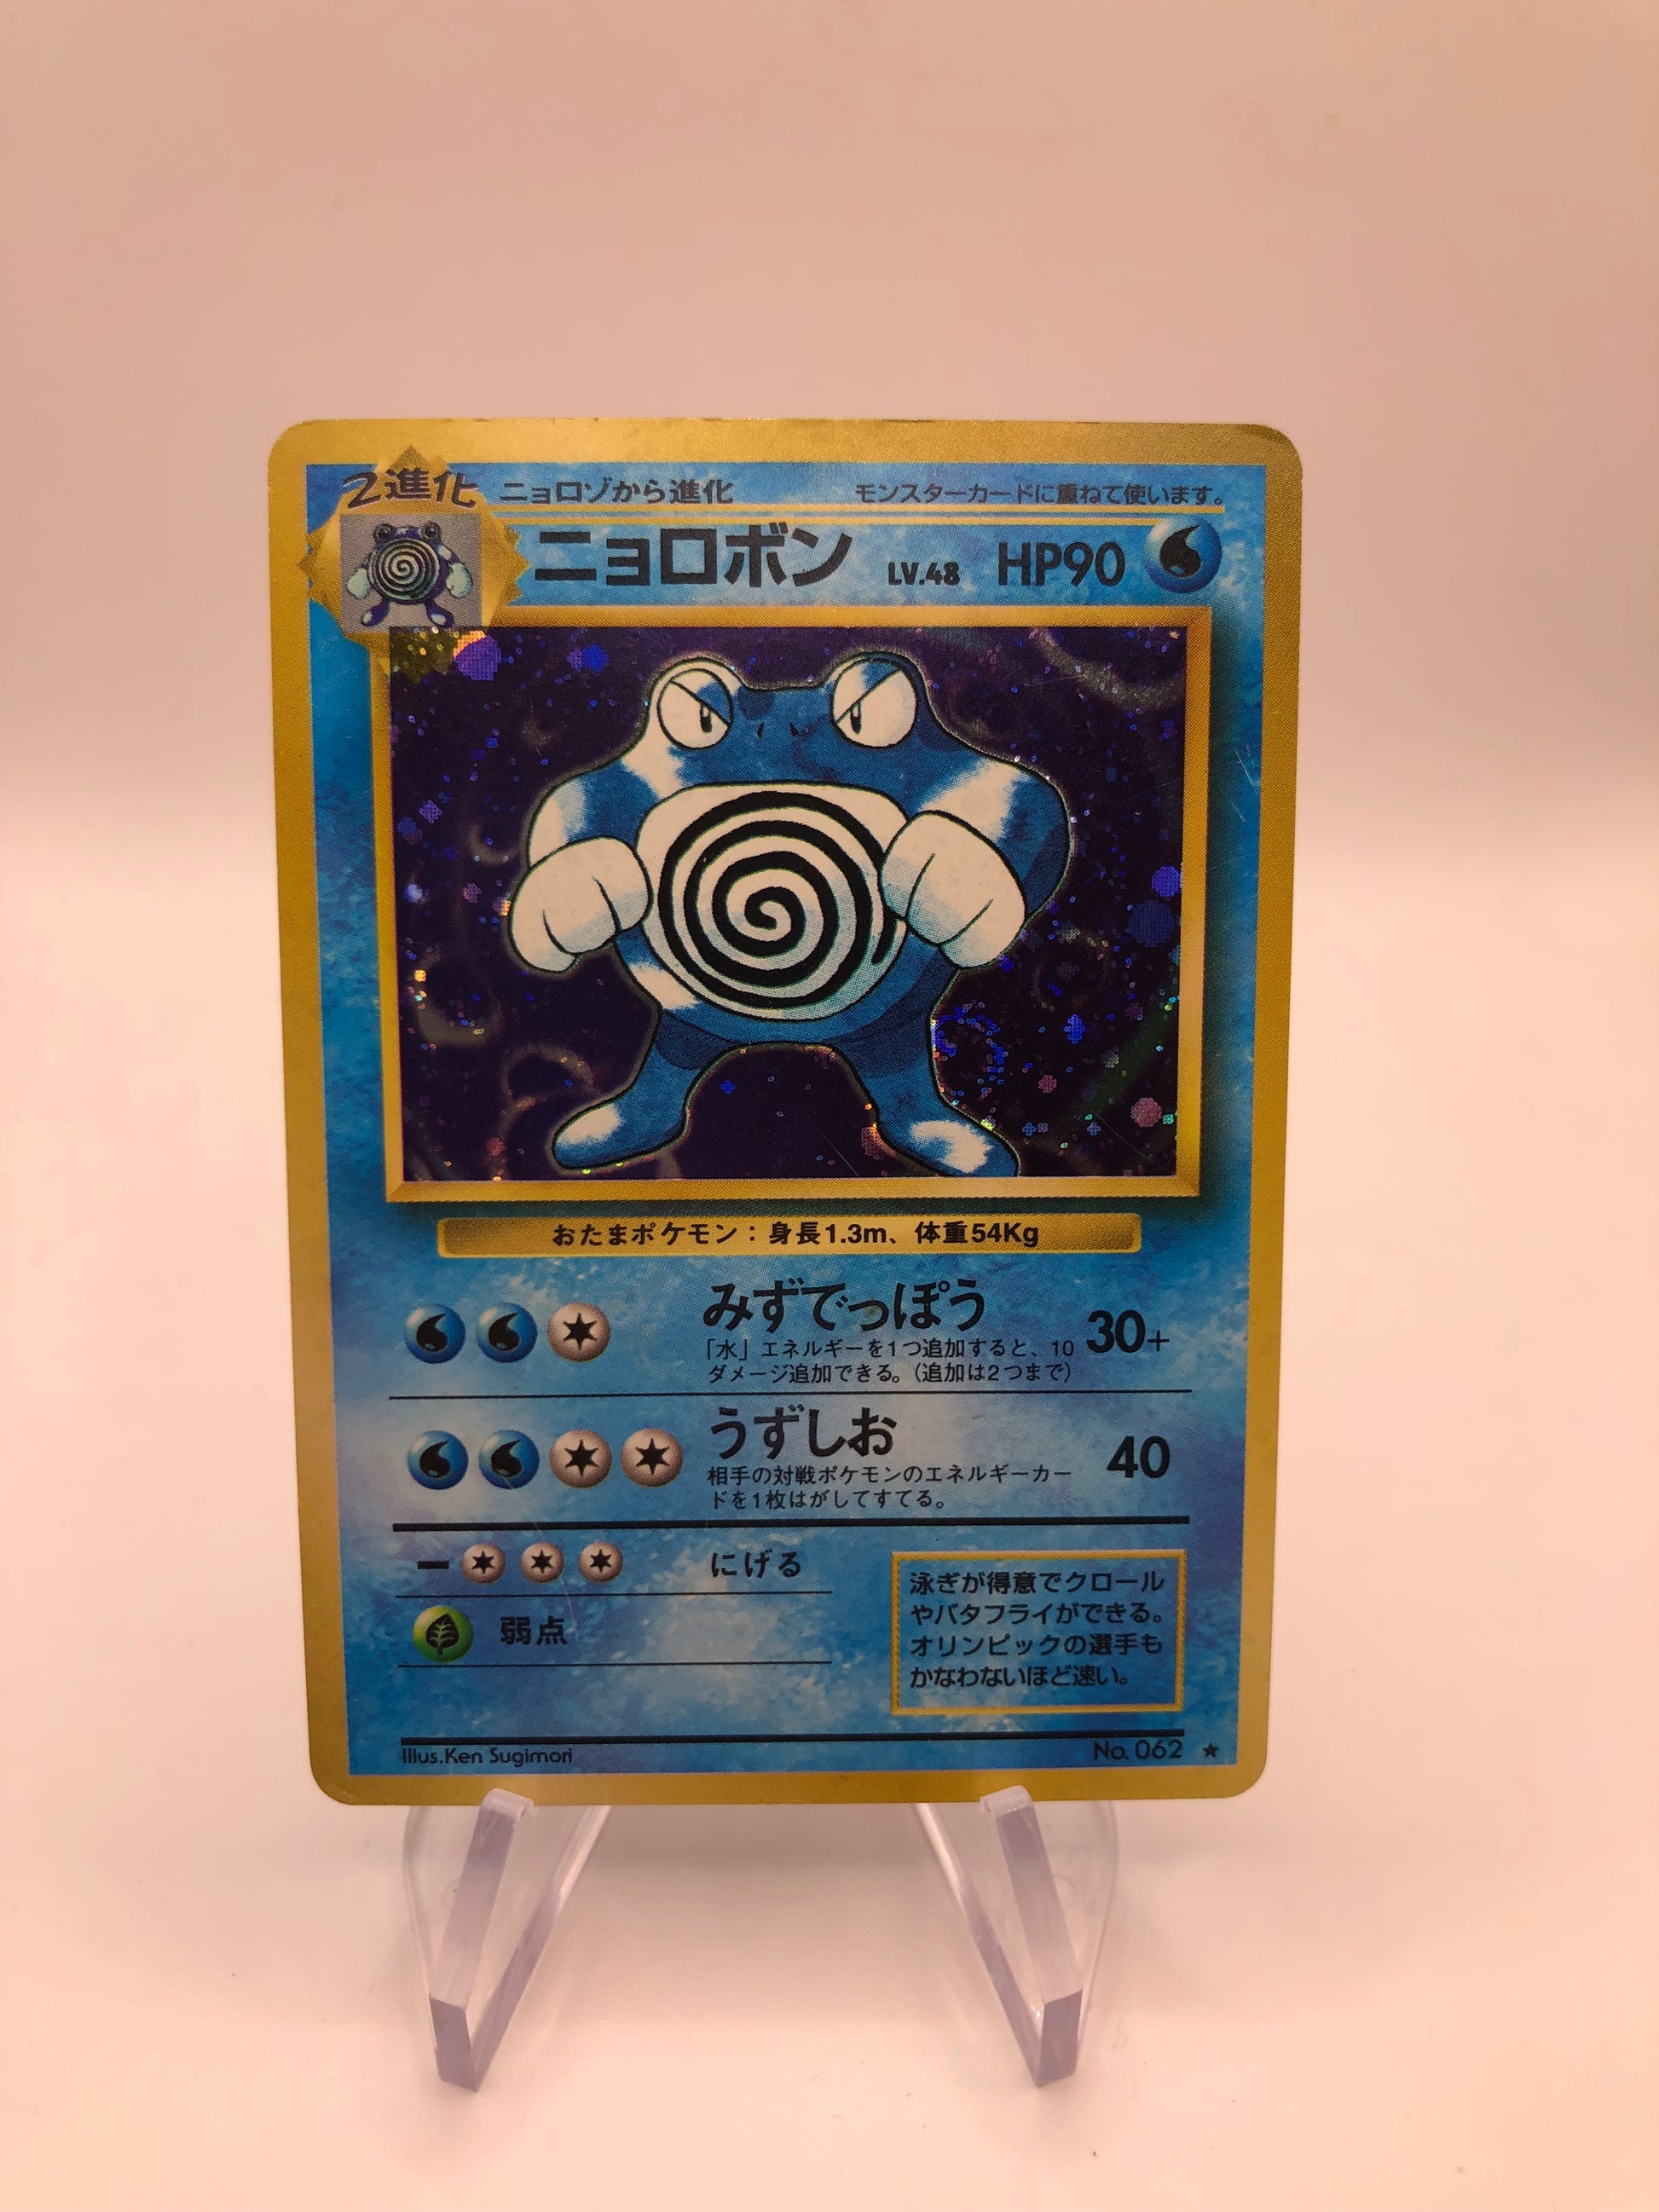 2進化
ニョロゾから進化
モンスターカードに重ねて使います。
ニョロボン LV.48 HP90
おたまポケモン：身長1.3m、体重54Kg
みずでっぽう 30+
「水」エネルギーを1つ追加すると、10
ダメージ追加できる。（追加は2つまで）
うずしお 40
相手の対戦ポケモンのエネルギーカー
ドを1枚はがしてすてる。
にげる
弱点
泳ぎが得意でクロール
やバタフライができる。
オリンピックの選手も
かなわないほど速い。
Illus.Ken Sugimori
No. 062 ★